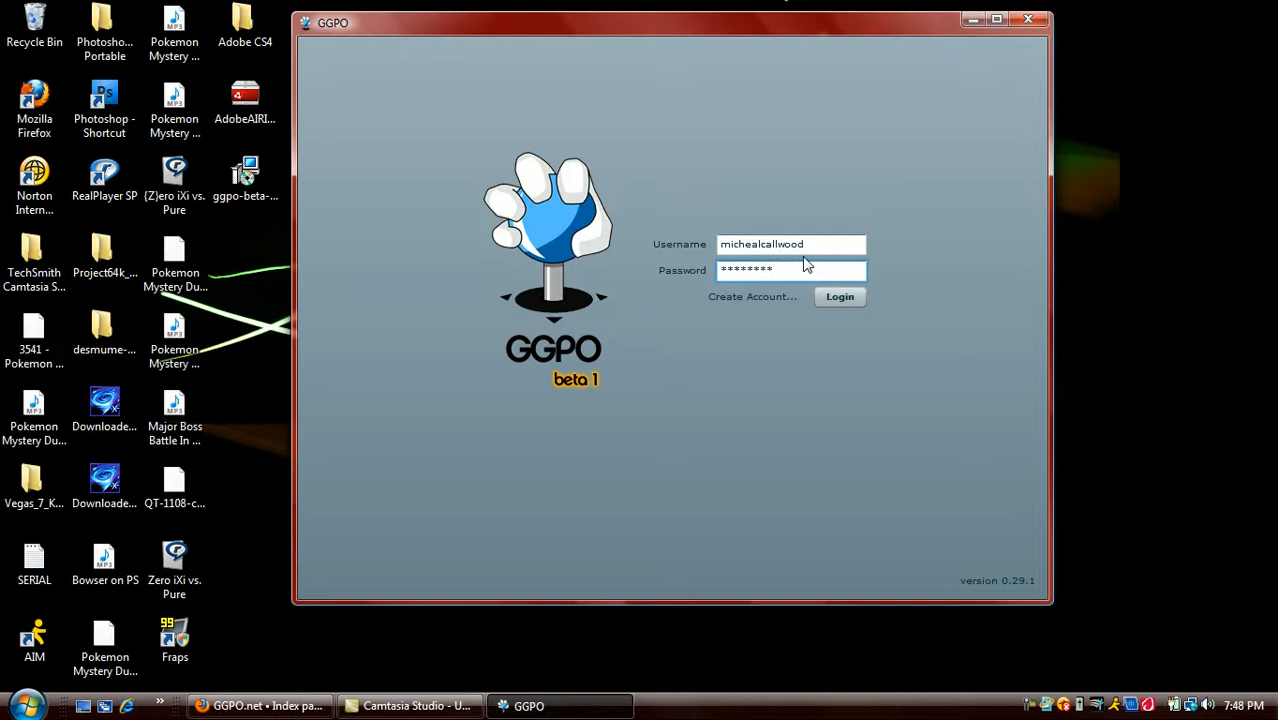 GGPO
Recycle Bin
Photosho...
Portable
Pokemon
Mystery ...
Adobe CS4
Mozilla
Firefox
Photoshop -
Shortcut
Pokemon
Mystery ...
AdobeAIRI...
Norton
Intern...
RealPlayer SP
{Z}ero iXi vs.
Pure
ggpo-beta-...
TechSmith
Camtasia S...
Project64k_...
Pokemon
Mystery Du...
3541 -
Pokemon ...
desmume-...
Pokemon
Mystery ...
Pokemon
Mystery Du...
Downloade...
Major Boss
Battle In ...
Vegas_7_K...
Downloade...
QT-1108-c...
SERIAL
Bowser on PS
Zero iXi vs.
Pure
AIM
Pokemon
Mystery Du...
99
Fraps
Username michealcallwood
Password ********
Create Account... Login
GGPO
beta 1
version 0.29.1
GGPO.net • Index pa...
Camtasia Studio - U...
GGPO
7:48 PM